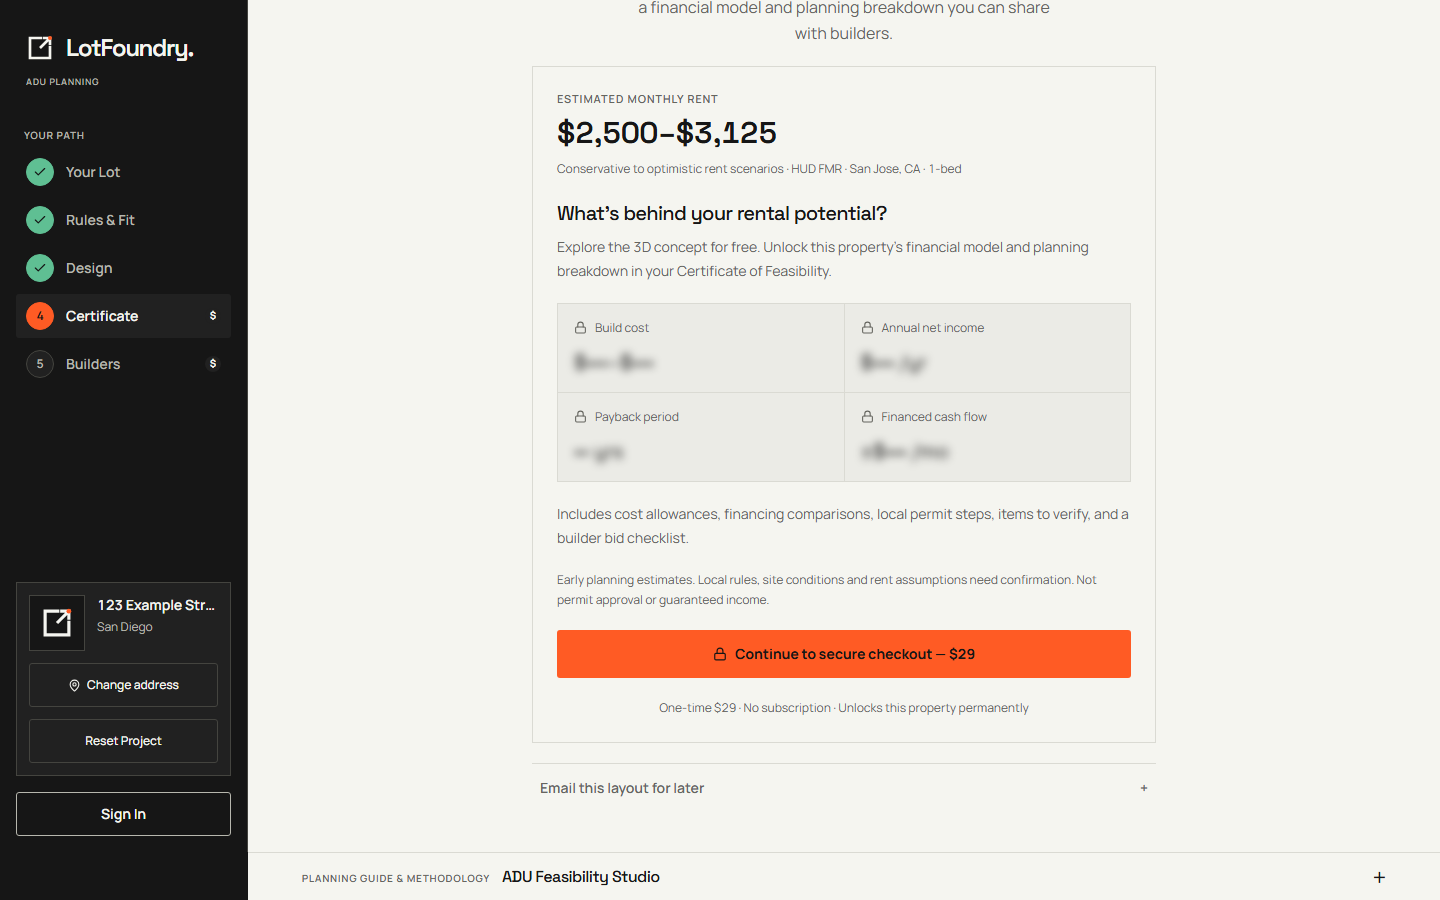 LotFoundry.
ADU PLANNING
YOUR PATH
Your Lot
Rules & Fit
Design
4 Certificate $
5 Builders $
123 Example Str...
San Diego
Change address
Reset Project
Sign In
a financial model and planning breakdown you can share
with builders.
ESTIMATED MONTHLY RENT
$2,500–$3,125
Conservative to optimistic rent scenarios · HUD FMR · San Jose, CA · 1-bed
What's behind your rental potential?
Explore the 3D concept for free. Unlock this property's financial model and planning
breakdown in your Certificate of Feasibility.
Build cost
Annual net income
Payback period
Financed cash flow
Includes cost allowances, financing comparisons, local permit steps, items to verify, and a
builder bid checklist.
Early planning estimates. Local rules, site conditions and rent assumptions need confirmation. Not
permit approval or guaranteed income.
Continue to secure checkout — $29
One-time $29 · No subscription · Unlocks this property permanently
Email this layout for later +
PLANNING GUIDE & METHODOLOGY ADU Feasibility Studio +